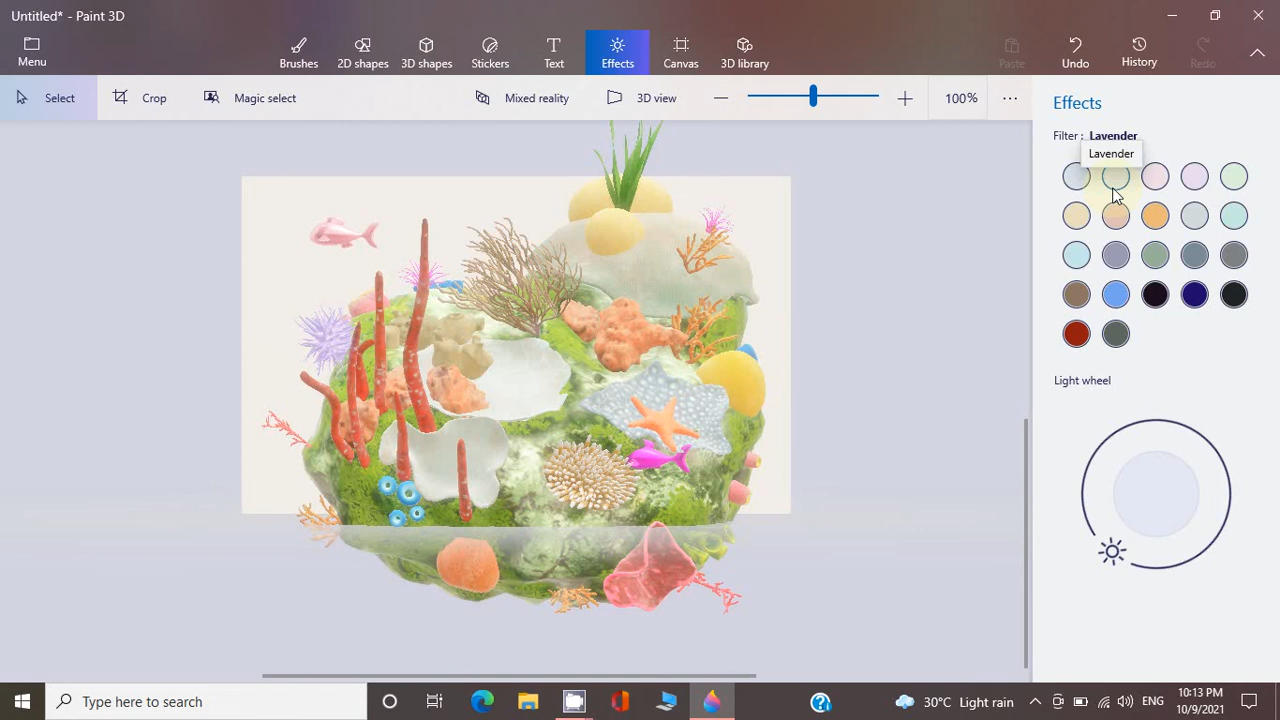 Untitled* - Paint 3D
Menu
Brushes
2D shapes
3D shapes
Stickers
Text
Effects
Canvas
3D library
Paste
Undo
History
Redo
Select
Crop
Magic select
Mixed reality
3D view
100%
Effects
Filter : Lavender
Lavender
Light wheel
Type here to search
30°C Light rain
ENG
10:13 PM
10/9/2021